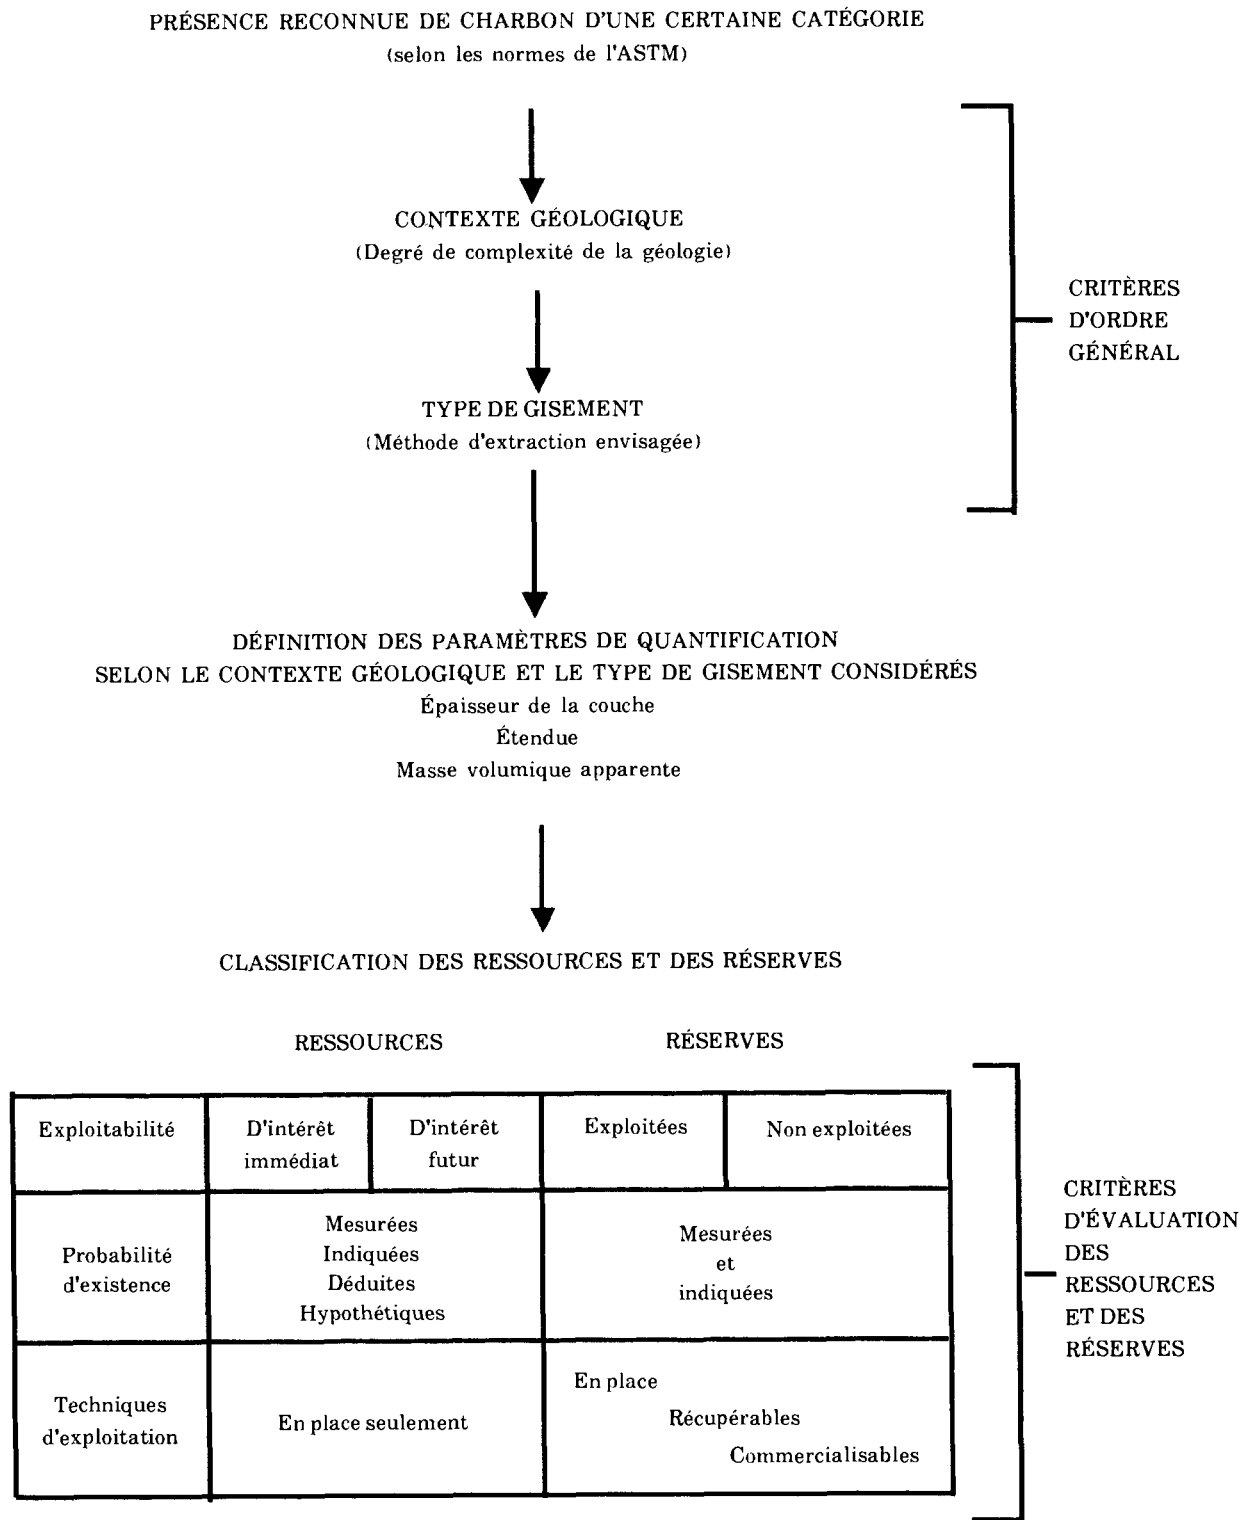 PRÉSENCE RECONNUE DE CHARBON D'UNE CERTAINE CATÉGORIE
(selon les normes de l'ASTM)
CONTEXTE GÉOLOGIQUE
(Degré de complexité de la géologie)
TYPE DE GISEMENT
(Méthode d'extraction envisagée)
CRITÈRES
D'ORDRE
GÉNÉRAL
DÉFINITION DES PARAMÈTRES DE QUANTIFICATION
SELON LE CONTEXTE GÉOLOGIQUE ET LE TYPE DE GISEMENT CONSIDÉRÉS
Épaisseur de la couche
Étendue
Masse volumique apparente
CLASSIFICATION DES RESSOURCES ET DES RÉSERVES
RESSOURCES
RÉSERVES
Exploitabilité
D'intérêt
immédiat
D'intérêt
futur
Exploitées
Non exploitées
Probabilité
d'existence
Mesurées
Indiquées
Déduites
Hypothétiques
Mesurées
et
indiquées
Techniques
d'exploitation
En place seulement
En place
Récupérables
Commercialisables
CRITÈRES
D'ÉVALUATION
DES
RESSOURCES
ET DES
RÉSERVES